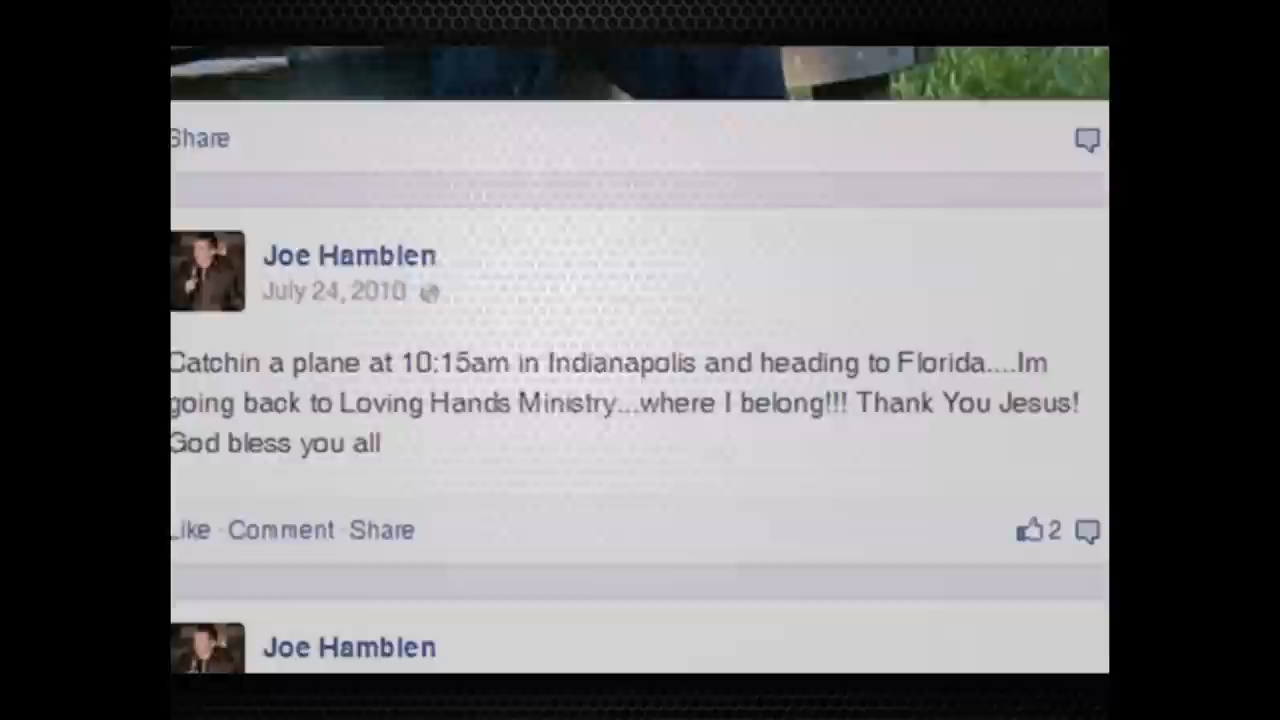 Share
Joe Hamblen
July 24, 2010
Catchin a plane at 10:15am in Indianapolis and heading to Florida....Im
going back to Loving Hands Ministry...where I belong!!! Thank You Jesus!
God bless you all
Like · Comment · Share
2
Joe Hamblen